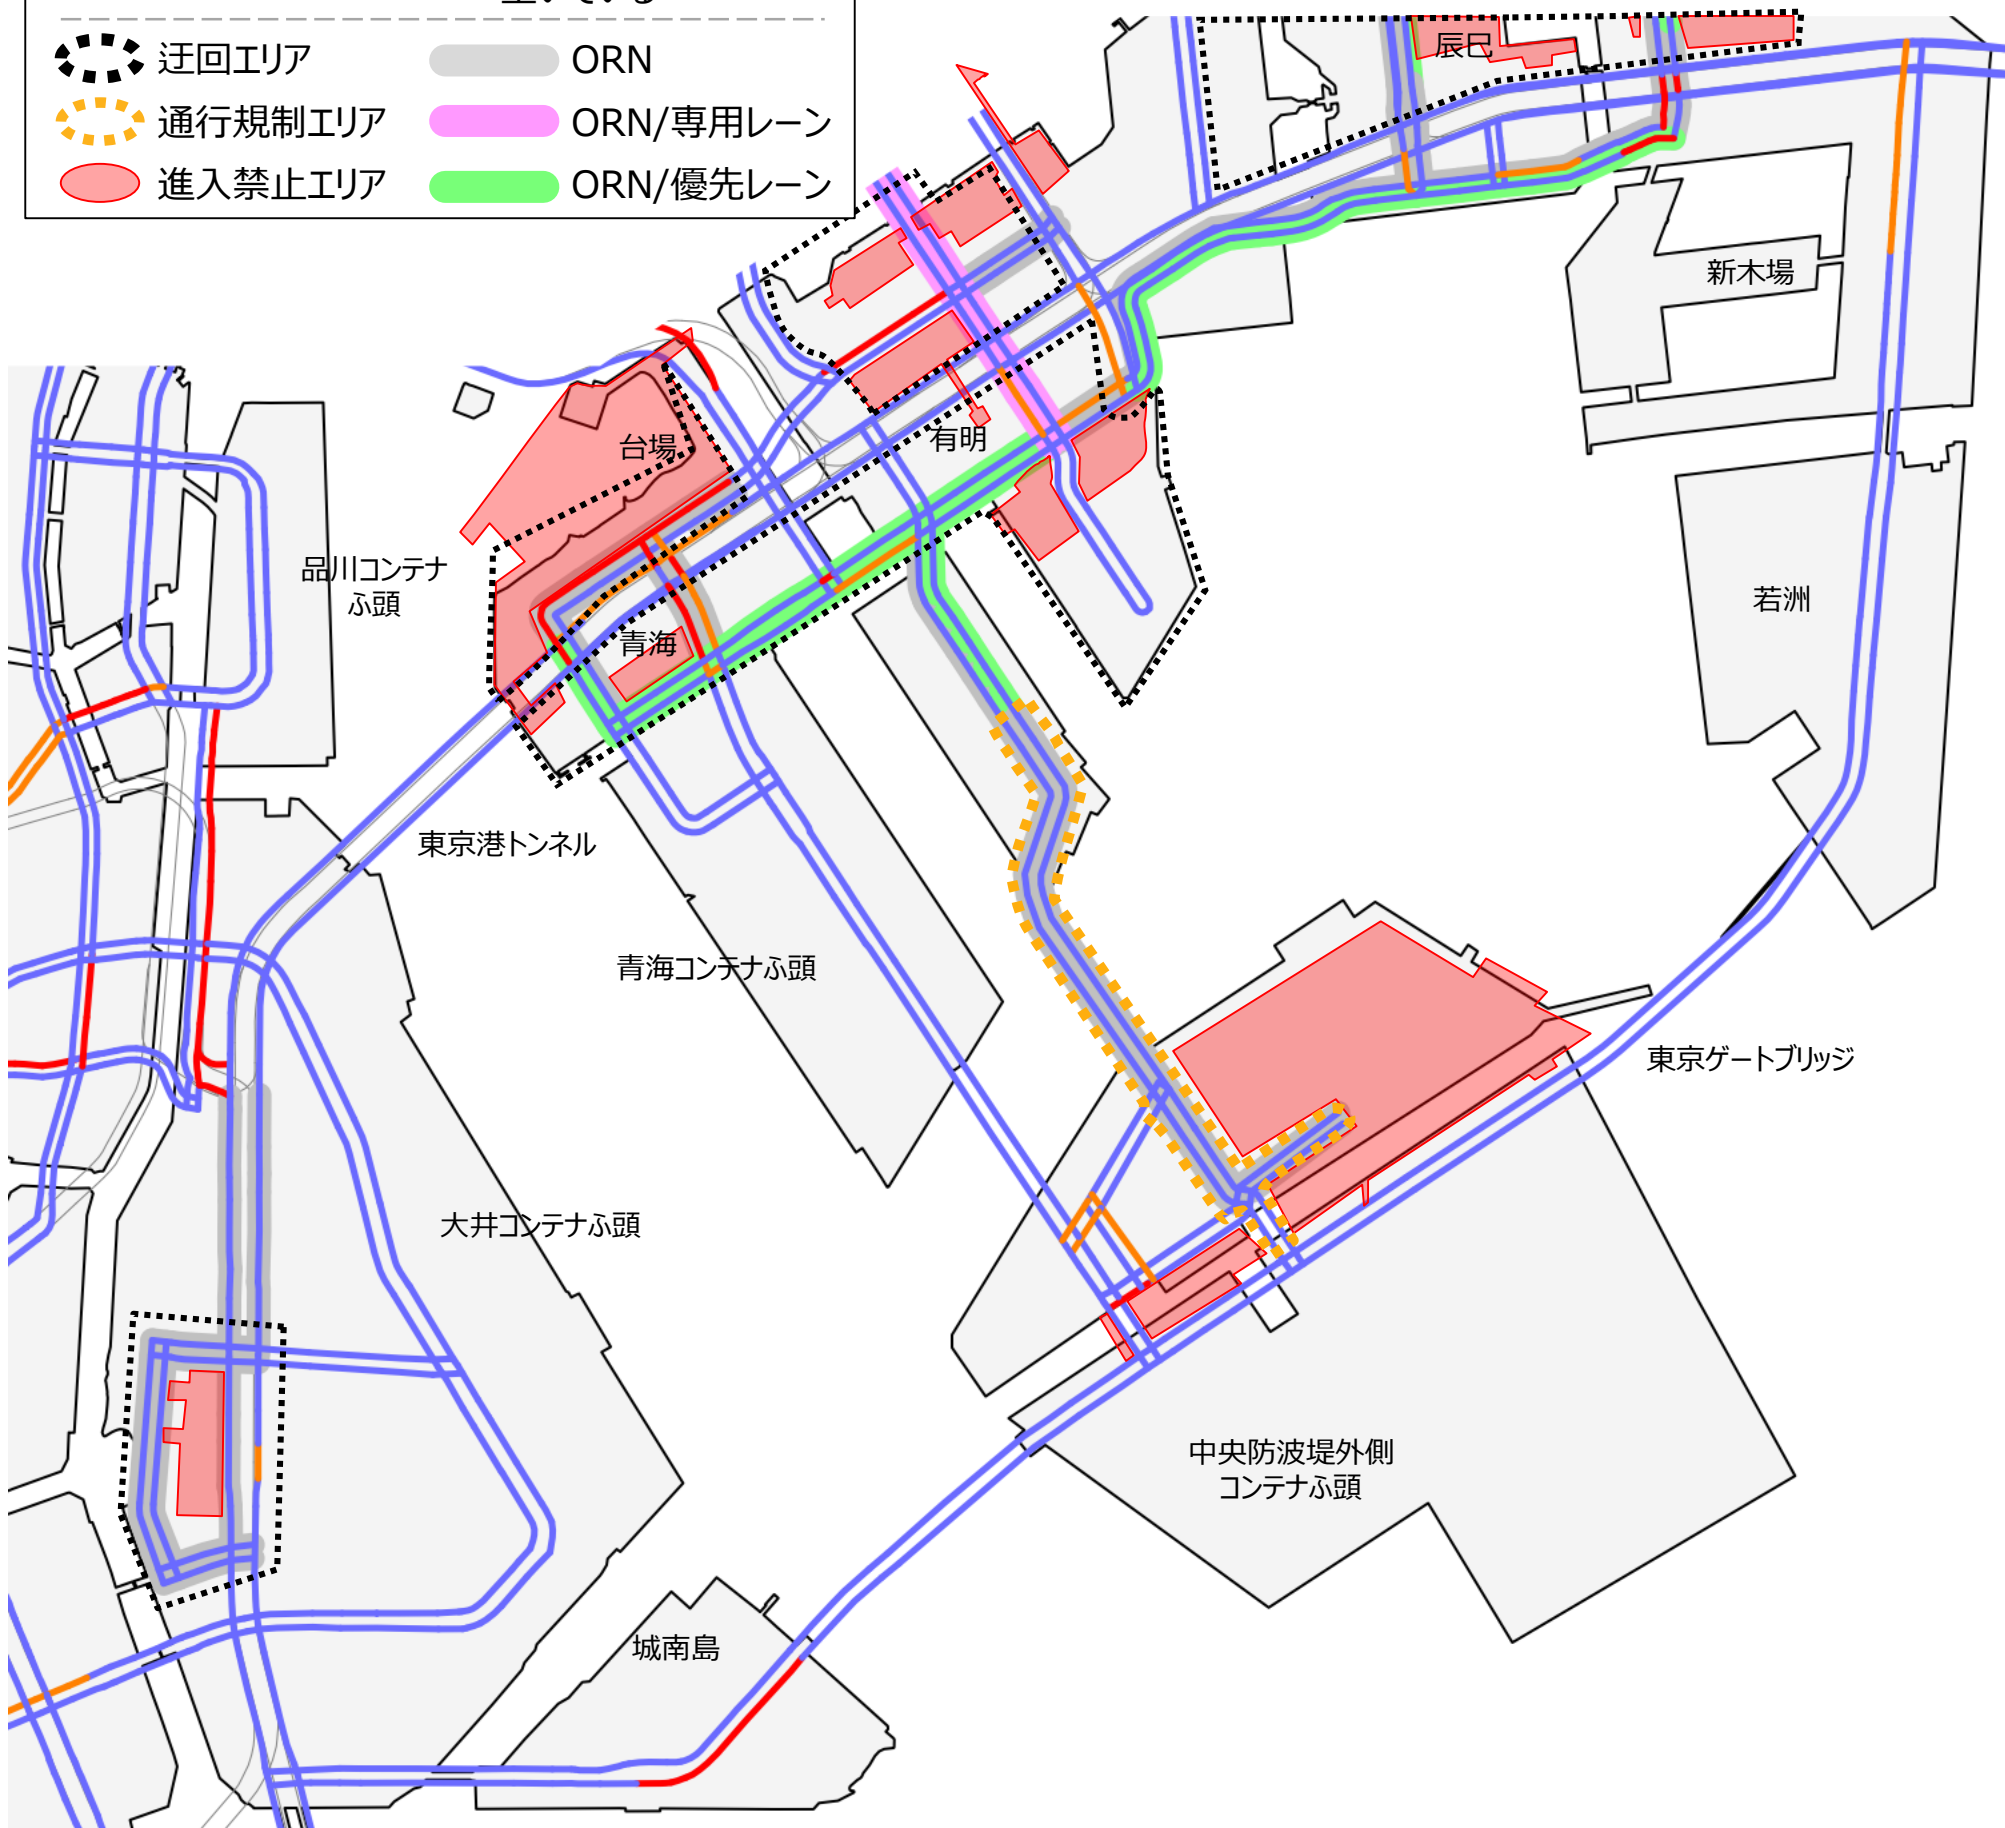 空いている
迂回エリア
ORN
通行規制エリア
ORN/専用レーン
進入禁止エリア
ORN/優先レーン
辰巳
新木場
有明
台場
品川コンテナ
ふ頭
若洲
青海
東京港トンネル
青海コンテナふ頭
東京ゲートブリッジ
大井コンテナふ頭
中央防波堤外側
コンテナふ頭
城南島